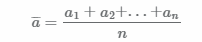 a̅ = (a₁ + a₂+...+aₙ)/n